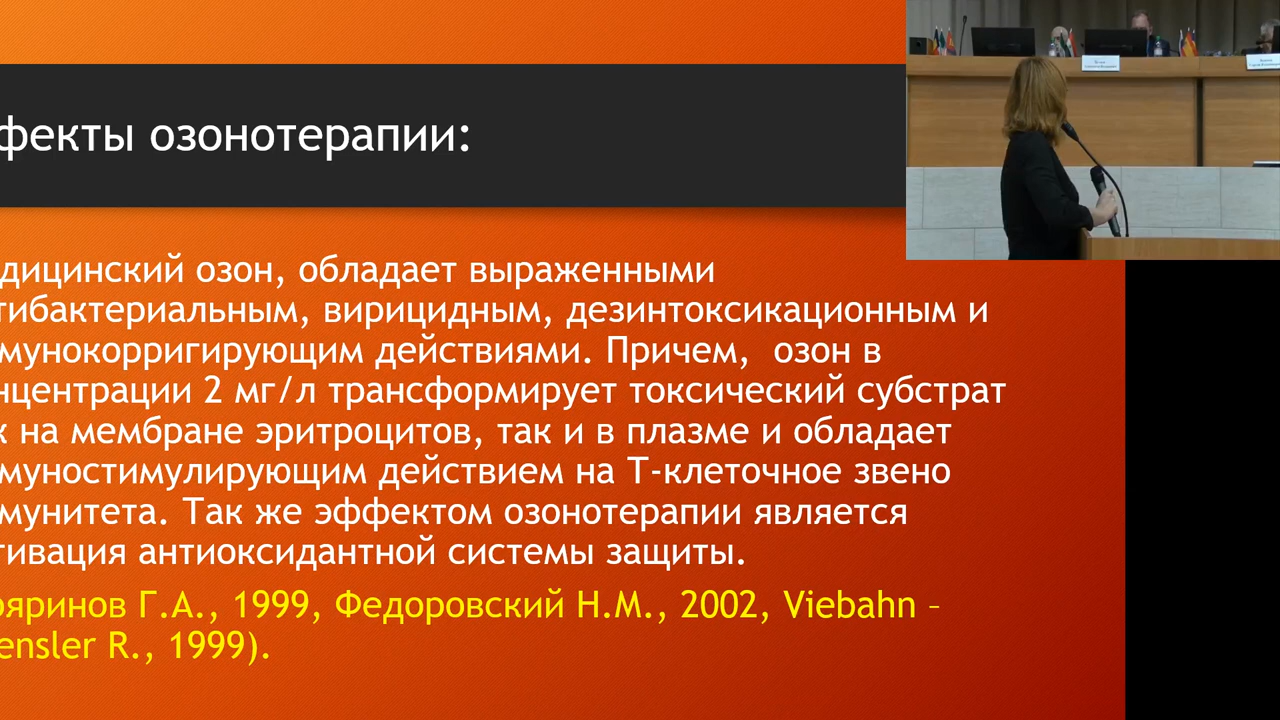 фекты озонотерапии:
дицинский озон, обладает выраженными
тибактериальным, вирицидным, дезинтоксикационным и
мунокорригирующим действиями. Причем, озон в
нцентрации 2 мг/л трансформирует токсический субстрат
к на мембране эритроцитов, так и в плазме и обладает
муностимулирующим действием на Т-клеточное звено
мунитета. Так же эффектом озонотерапии является
тивация антиоксидантной системы защиты.
ояринов Г.А., 1999, Федоровский Н.М., 2002, Viebahn –
ensler R., 1999).